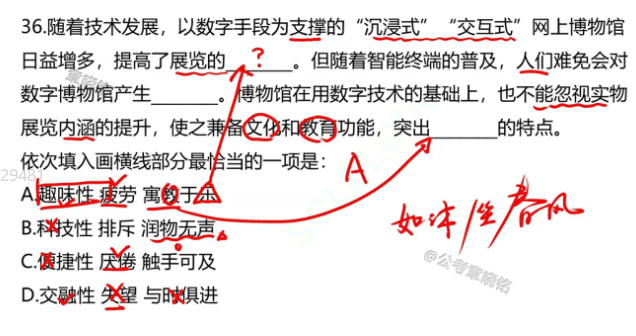 36.随着技术发展，以数字手段为支撑的“沉浸式”“交互式”网上博物馆
日益增多，提高了展览的________。但随着智能终端的普及，人们难免会对
?
数字博物馆产生________。博物馆在用数字技术的基础上，也不能忽视实物
展览内涵的提升，使之兼备文化和教育功能，突出________的特点。
依次填入画横线部分最恰当的一项是：
A
A.趣味性 疲劳 寓教于乐
B.科技性 排斥 润物无声
如沐/坐春风
C.便捷性 厌倦 触手可及
D.交融性 失望 与时俱进
29481
@公考章晓铭